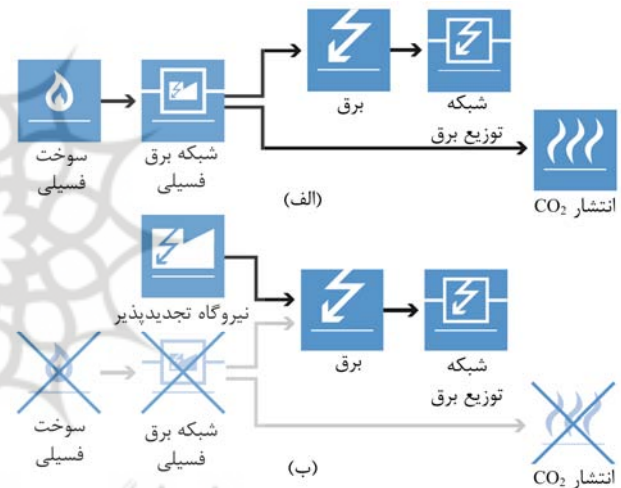 برق
شبکه
توزیع برق
سوخت
فسیلی
شبکه برق
فسیلی
انتشار CO₂
(الف)
نیروگاه تجدیدپذیر
برق
شبکه
توزیع برق
سوخت
فسیلی
شبکه برق
فسیلی
انتشار CO₂
(ب)